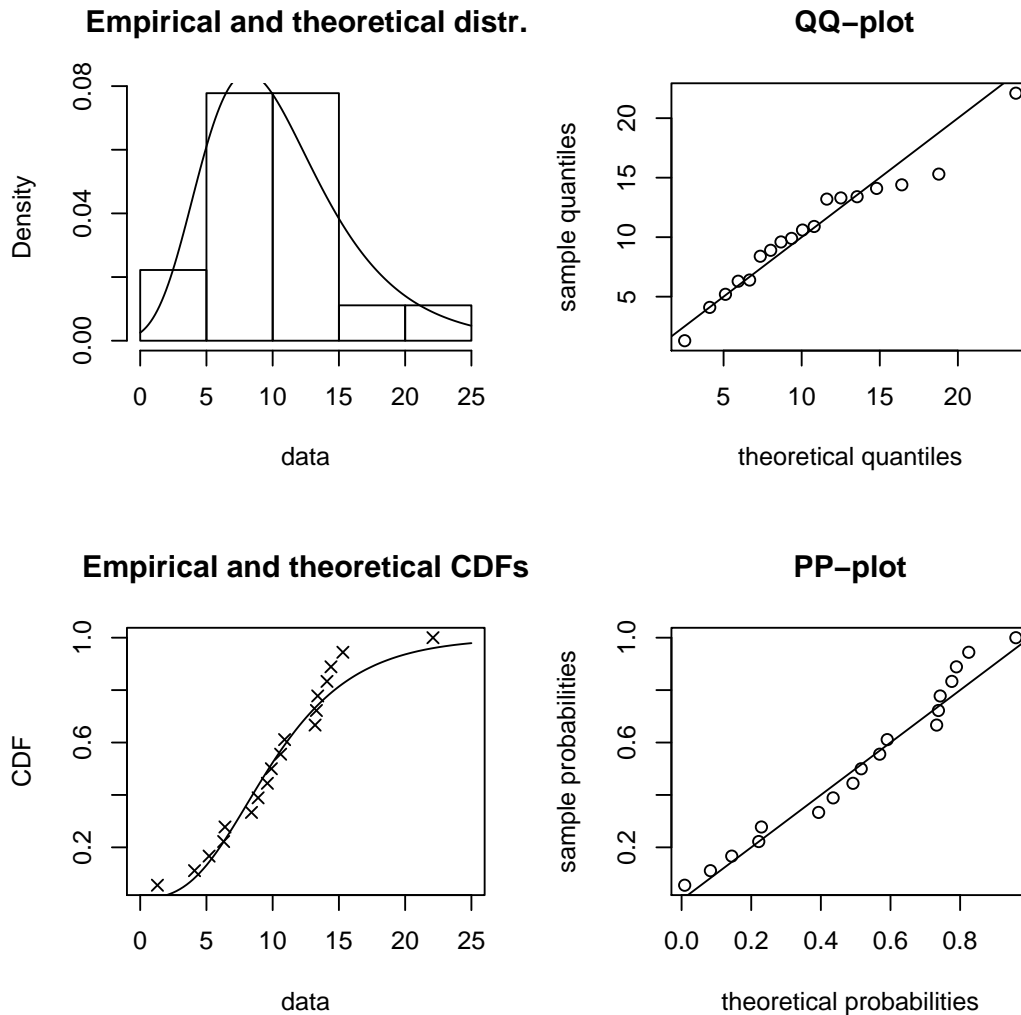 Empirical and theoretical distr.
Density
0.00
0.04
0.08
0 5 10 15 20 25
data
QQ−plot
sample quantiles
5
10
15
20
5 10 15 20
theoretical quantiles
Empirical and theoretical CDFs
CDF
0.2
0.6
1.0
0 5 10 15 20 25
data
PP−plot
sample probabilities
0.2
0.6
1.0
0.0 0.2 0.4 0.6 0.8
theoretical probabilities